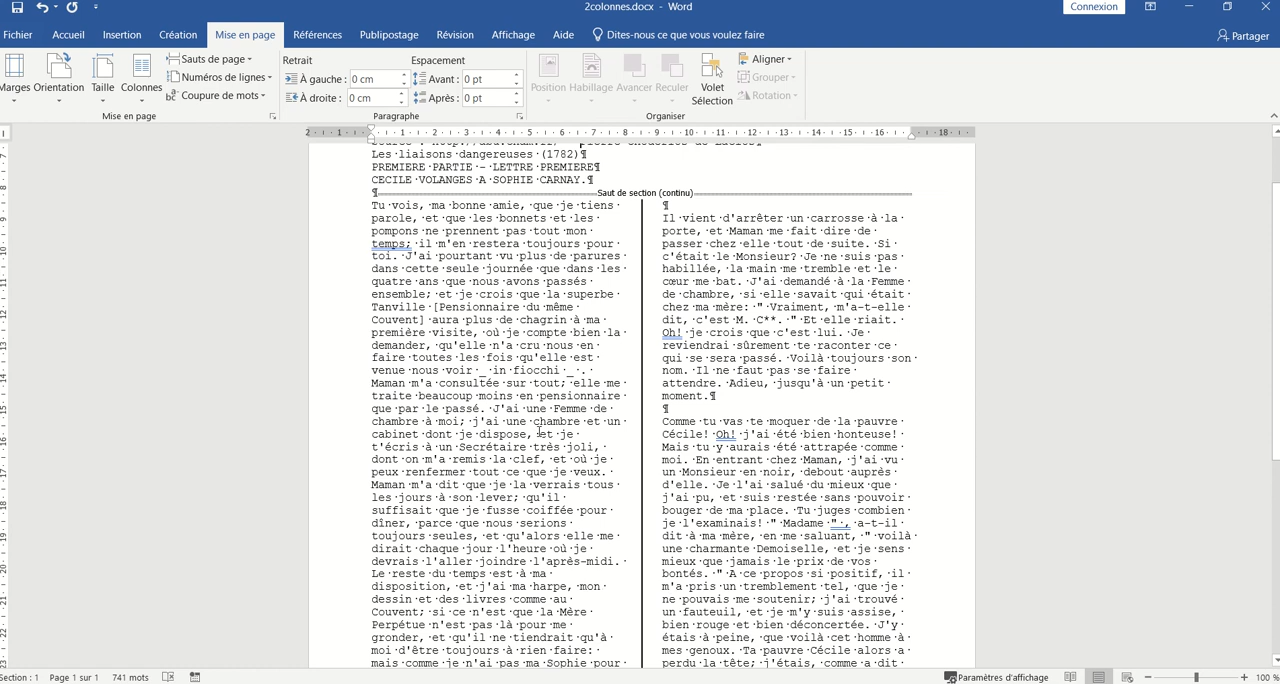 2colonnes.docx - Word
Connexion
Fichier Accueil Insertion Création Mise en page Références Publipostage Révision Affichage Aide Dites-nous ce que vous voulez faire Partager
Marges Orientation Taille Colonnes
Sauts de page
Numéros de lignes
Coupure de mots
Mise en page
Retrait Espacement
À gauche : 0 cm Avant : 0 pt
À droite : 0 cm Après : 0 pt
Paragraphe
Position Habillage Avancer Reculer Volet Sélection
Aligner
Grouper
Rotation
Organiser
2 1 1 2 3 4 5 6 7 8 9 10 11 12 13 14 15 16 18
Les liaisons dangereuses (1782)¶
PREMIERE PARTIE - LETTRE PREMIERE¶
CECILE VOLANGES A SOPHIE CARNAY.¶
¶ Saut de section (continu)
Tu vois, ma bonne amie, que je tiens
parole, et que les bonnets et les
pompons ne prennent pas tout mon
temps; il m'en restera toujours pour
toi. J'ai pourtant vu plus de parures
dans cette seule journée que dans les
quatre ans que nous avons passés
ensemble; et je crois que la superbe
Tanville [Pensionnaire du même
Couvent] aura plus de chagrin à ma
première visite, où je compte bien la
demander, qu'elle n'a cru nous en
faire toutes les fois qu'elle est
venue nous voir _ in fiocchi _ .
Maman m'a consultée sur tout; elle me
traite beaucoup moins en pensionnaire
que par le passé. J'ai une Femme de
chambre à moi; j'ai une chambre et un
cabinet dont je dispose, et je
t'écris à un Secrétaire très joli,
dont on m'a remis la clef, et où je
peux renfermer tout ce que je veux.
Maman m'a dit que je la verrais tous
les jours à son lever; qu'il
suffisait que je fusse coiffée pour
dîner, parce que nous serions
toujours seules, et qu'alors elle me
dirait chaque jour l'heure où je
devrais l'aller joindre l'après-midi.
Le reste du temps est à ma
disposition, et j'ai ma harpe, mon
dessin et des livres comme au
Couvent; si ce n'est que la Mère
Perpétue n'est pas là pour me
gronder, et qu'il ne tiendrait qu'à
moi d'être toujours à rien faire:
mais comme je n'ai pas ma Sophie pour
¶
Il vient d'arrêter un carrosse à la
porte, et Maman me fait dire de
passer chez elle tout de suite. Si
c'était le Monsieur? Je ne suis pas
habillée, la main me tremble et le
cœur me bat. J'ai demandé à la Femme
de chambre, si elle savait qui était
chez ma mère: " Vraiment, m'a-t-elle
dit, c'est M. C**. " Et elle riait.
Oh! je crois que c'est lui. Je
reviendrai sûrement te raconter ce
qui se sera passé. Voilà toujours son
nom. Il ne faut pas se faire
attendre. Adieu, jusqu'à un petit
moment.¶
¶
Comme tu vas te moquer de la pauvre
Cécile! Oh! j'ai été bien honteuse!
Mais tu y aurais été attrapée comme
moi. En entrant chez Maman, j'ai vu
un Monsieur en noir, debout auprès
d'elle. Je l'ai salué du mieux que
j'ai pu, et suis restée sans pouvoir
bouger de ma place. Tu juges combien
je l'examinais! " Madame " , a-t-il
dit à ma mère, en me saluant, " voilà
une charmante Demoiselle, et je sens
mieux que jamais le prix de vos
bontés. " A ce propos si positif, il
m'a pris un tremblement tel, que je
ne pouvais me soutenir; j'ai trouvé
un fauteuil, et je m'y suis assise,
bien rouge et bien déconcertée. J'y
étais à peine, que voilà cet homme à
mes genoux. Ta pauvre Cécile alors a
perdu la tête; j'étais, comme a dit
Section : 1 Page 1 sur 1 741 mots Paramètres d'affichage 100 %